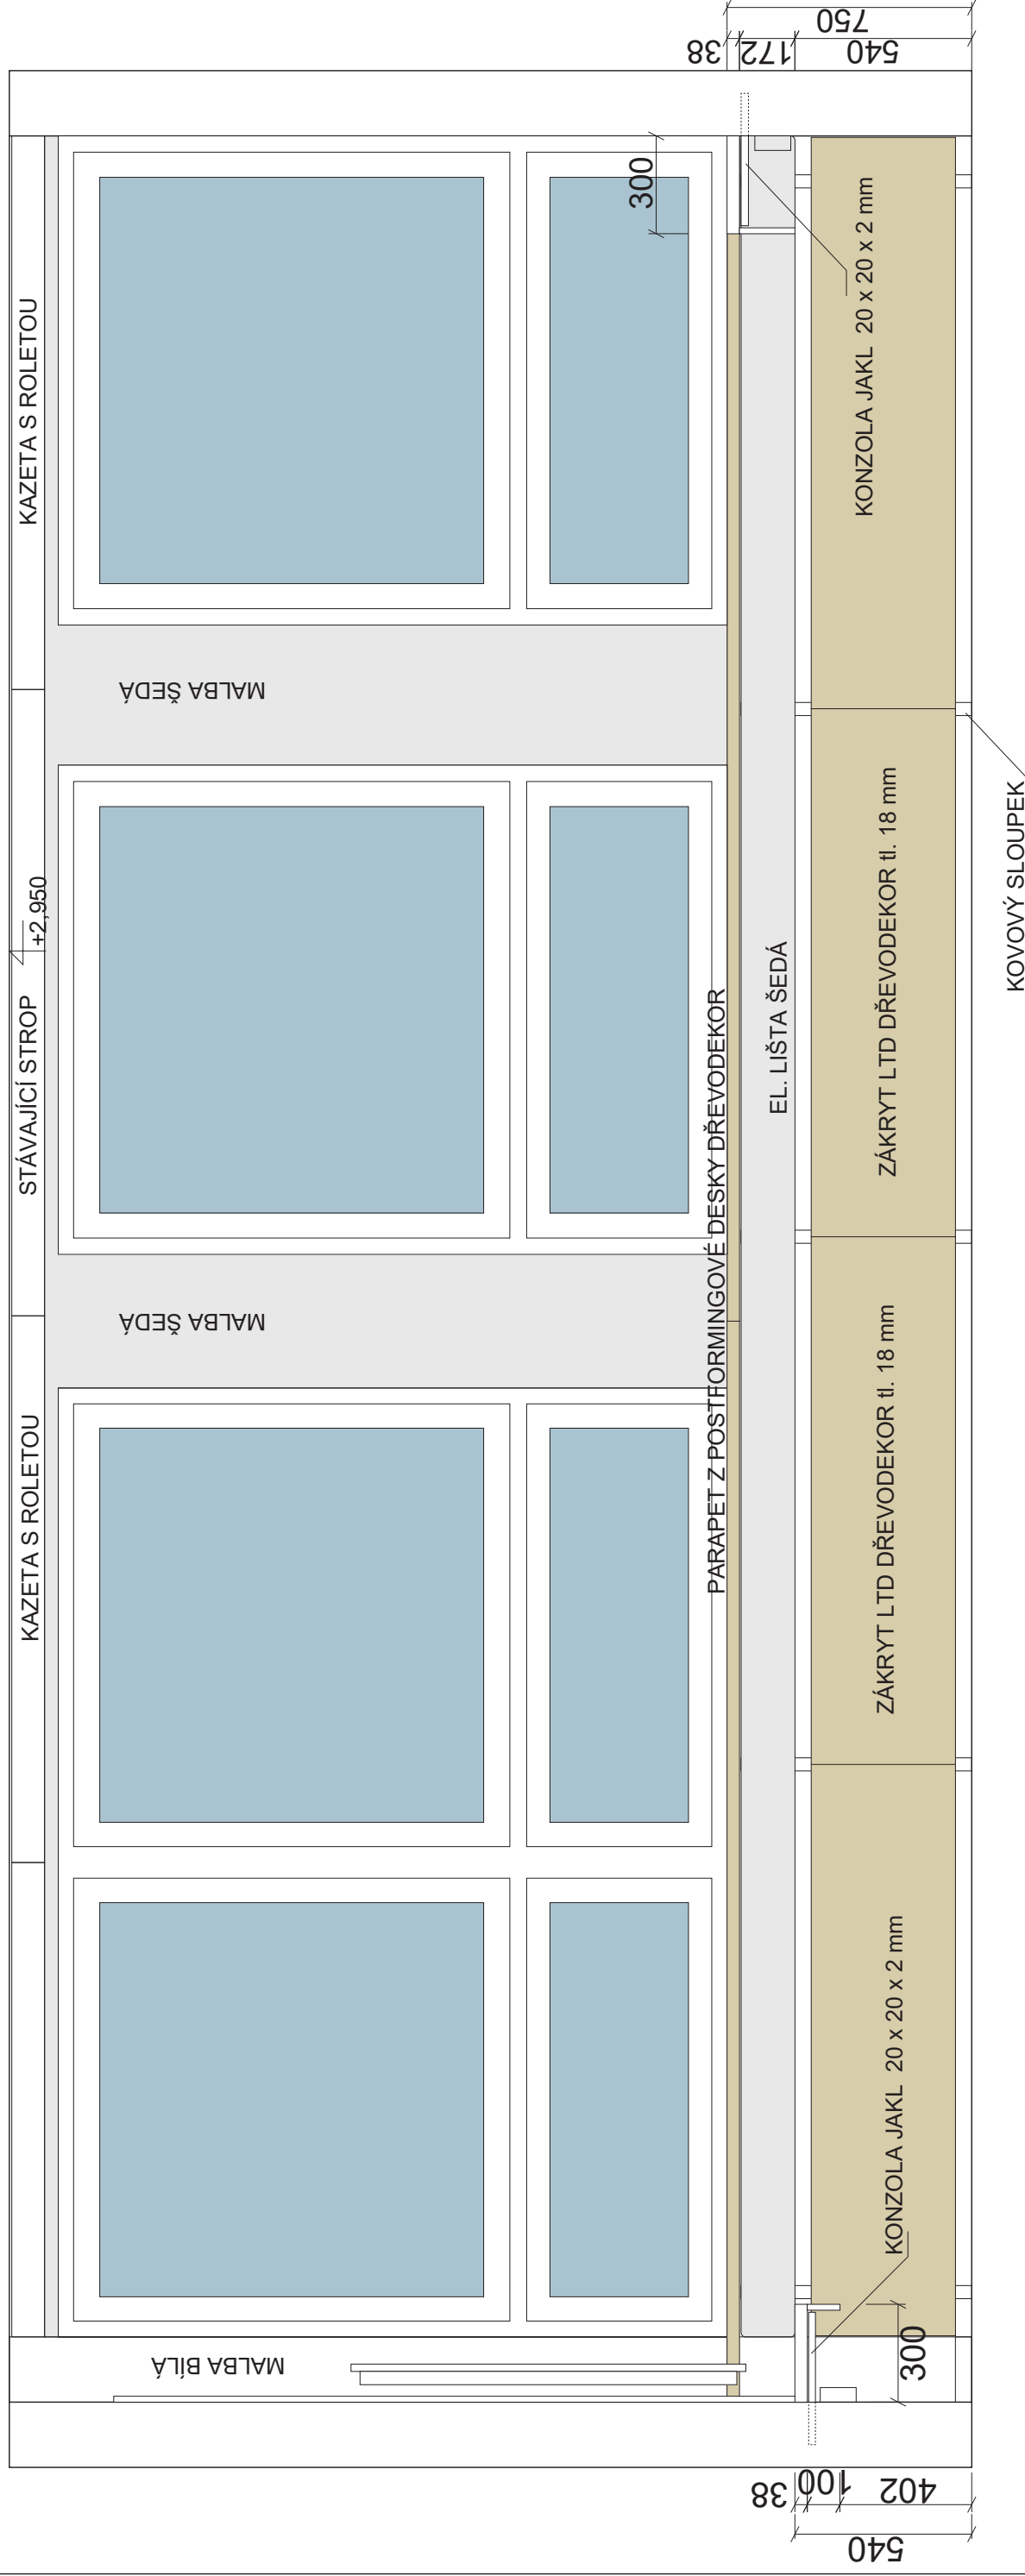 KAZETA S ROLETOU
STÁVAJÍCÍ STROP
+2,950
KAZETA S ROLETOU
MALBA BÍLÁ
MALBA ŠEDÁ
MALBA ŠEDÁ
300
PARAPET Z POSTFORMINGOVÉ DESKY DŘEVODEKOR
EL. LIŠTA ŠEDÁ
38
172
540
750
38
100
402
540
300
KONZOLA JAKL 20 x 20 x 2 mm
ZÁKRYT LTD DŘEVODEKOR tl. 18 mm
ZÁKRYT LTD DŘEVODEKOR tl. 18 mm
KONZOLA JAKL 20 x 20 x 2 mm
KOVOVÝ SLOUPEK